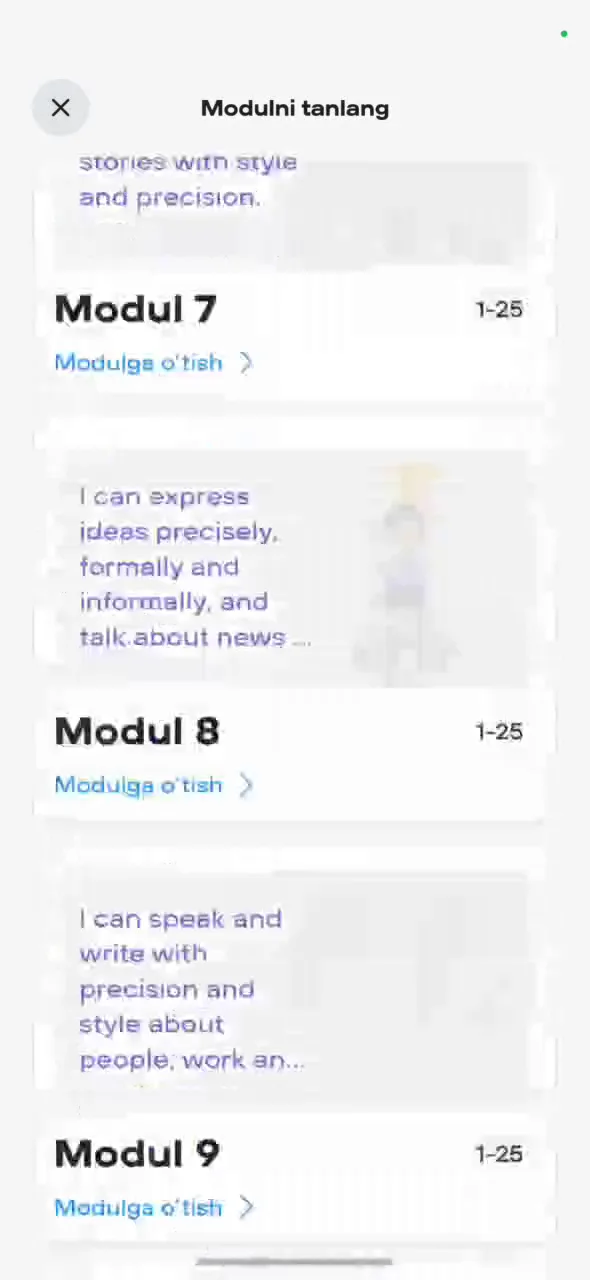 Modulni tanlang
stories with style
and precision.
Modul 7
1-25
Modulga o'tish
I can express
ideas precisely,
formally and
informally, and
talk about news ...
Modul 8
1-25
Modulga o'tish
I can speak and
write with
precision and
style about
people, work an...
Modul 9
1-25
Modulga o'tish